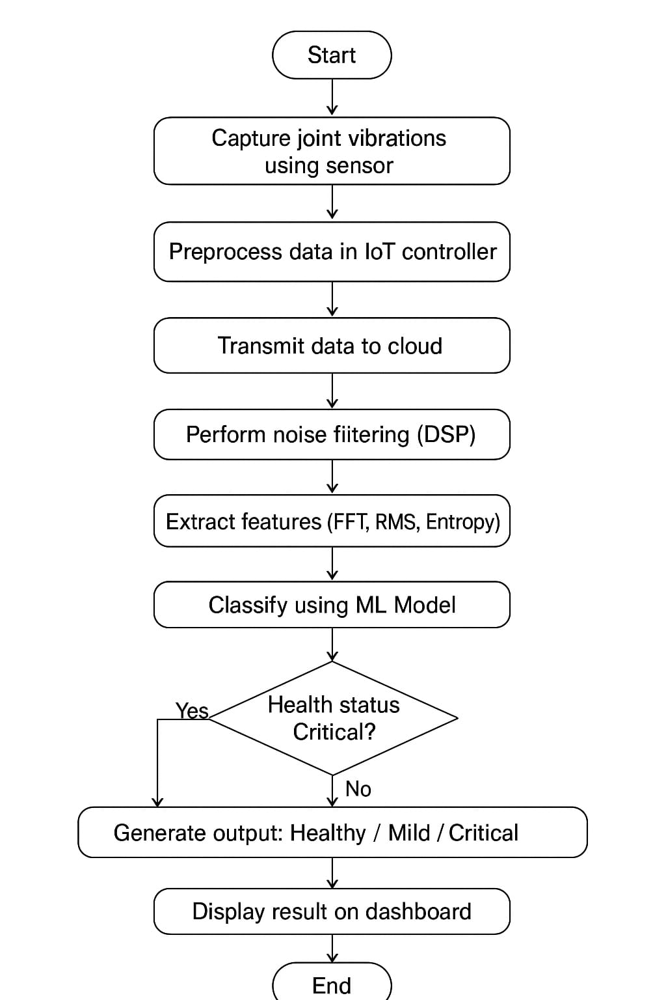 Start
Capture joint vibrations
using sensor
Preprocess data in IoT controller
Transmit data to cloud
Perform noise fiitering (DSP)
Extract features (FFT, RMS, Entropy)
Classify using ML Model
Health status
Critical?
Yes
No
Generate output: Healthy / Mild / Critical
Display result on dashboard
End